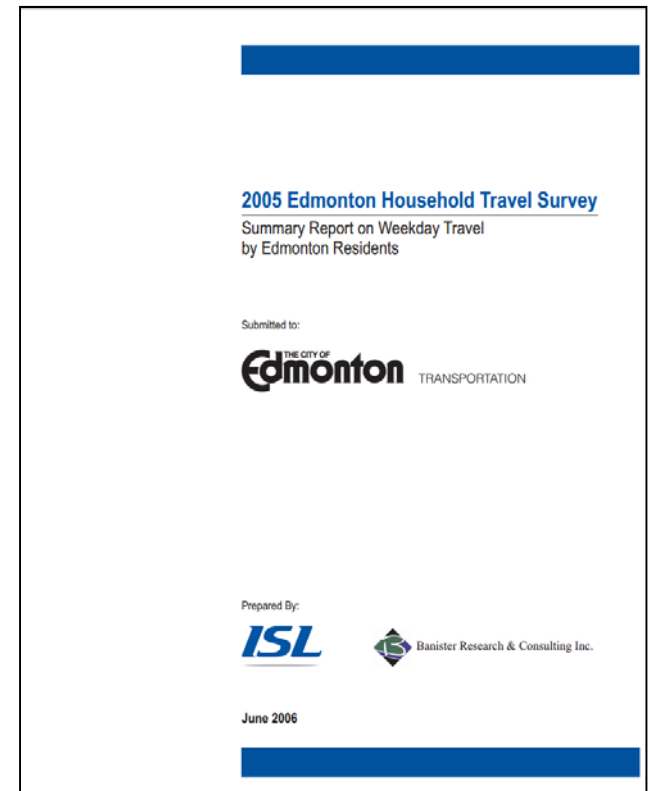 2005 Edmonton Household Travel Survey
Summary Report on Weekday Travel
by Edmonton Residents
Submitted to:
THE CITY OF
Edmonton TRANSPORTATION
Prepared By:
ISL
Banister Research & Consulting Inc.
June 2006